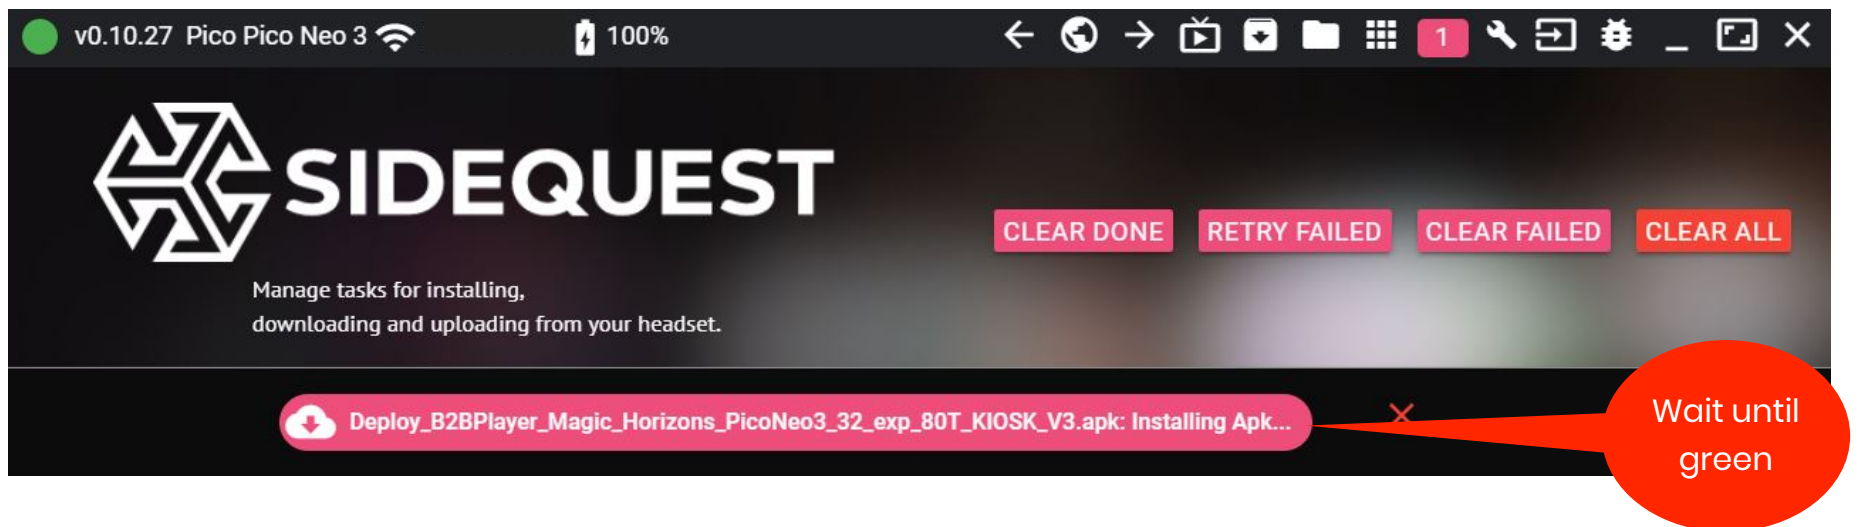 v0.10.27 Pico Pico Neo 3
100%
1
SIDEQUEST
CLEAR DONE
RETRY FAILED
CLEAR FAILED
CLEAR ALL
Manage tasks for installing,
downloading and uploading from your headset.
Deploy_B2BPlayer_Magic_Horizons_PicoNeo3_32_exp_80T_KIOSK_V3.apk: Installing Apk...
Wait until
green